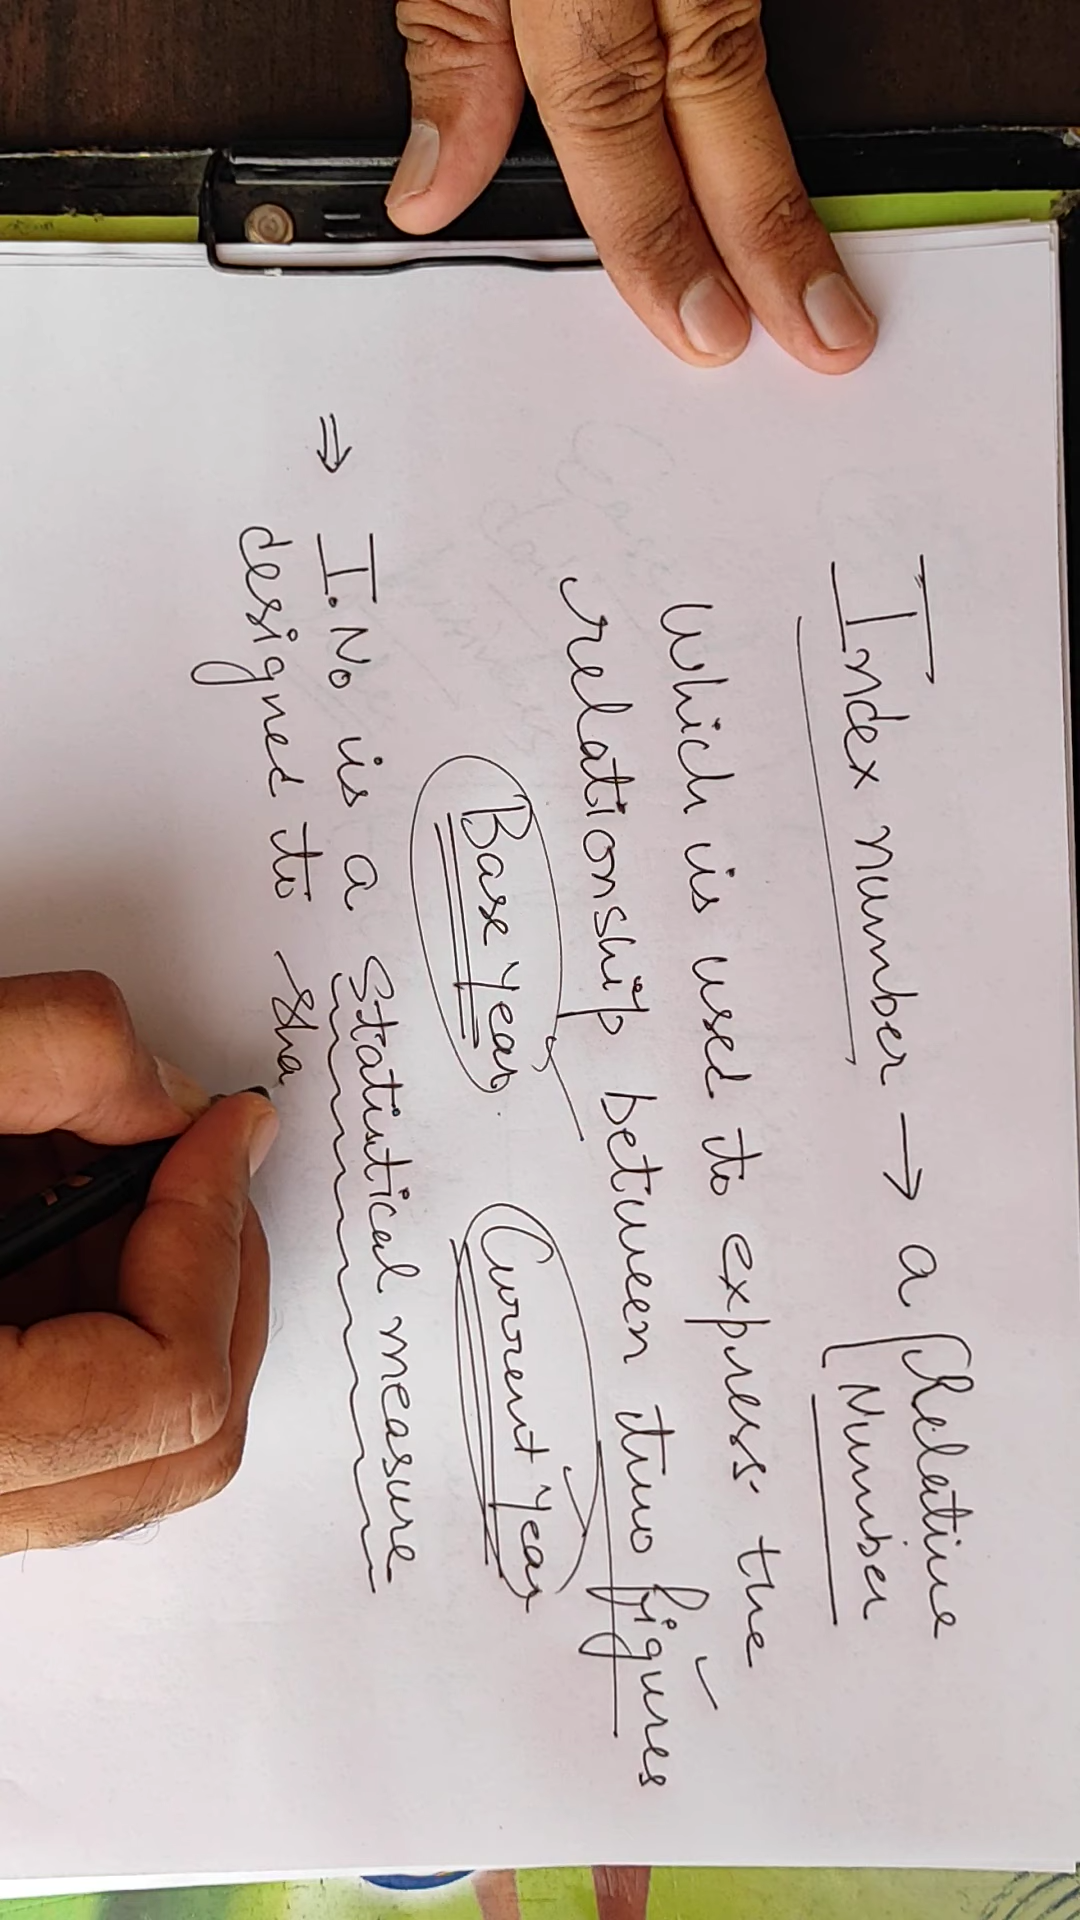 Index number → a Relative
Number
which is used to express the
relationship between two figures
Base year. Current year
⇒ I. No is a Statistical measure
designed to sha